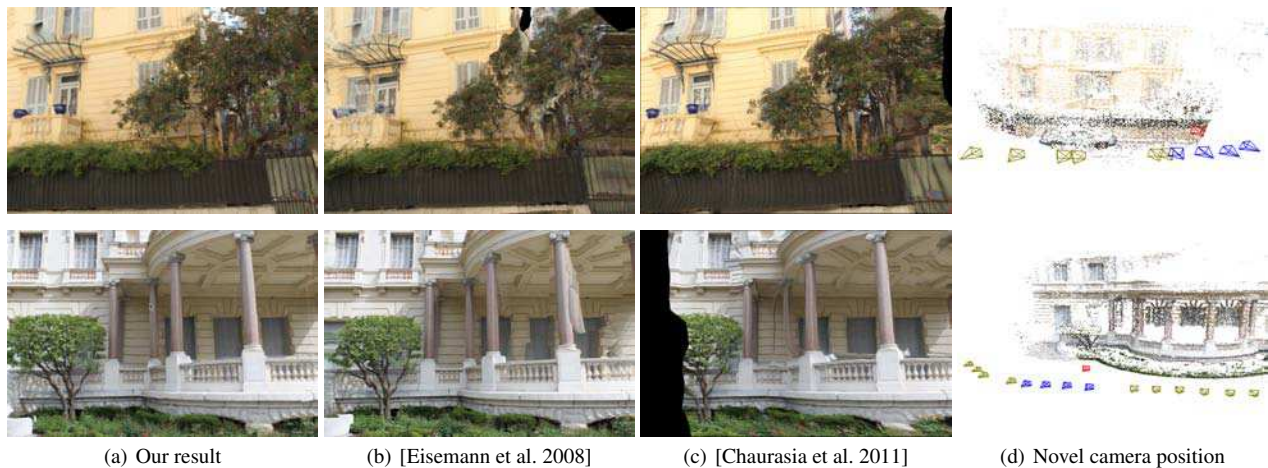 (a) Our result
(b) [Eisemann et al. 2008]
(c) [Chaurasia et al. 2011]
(d) Novel camera position